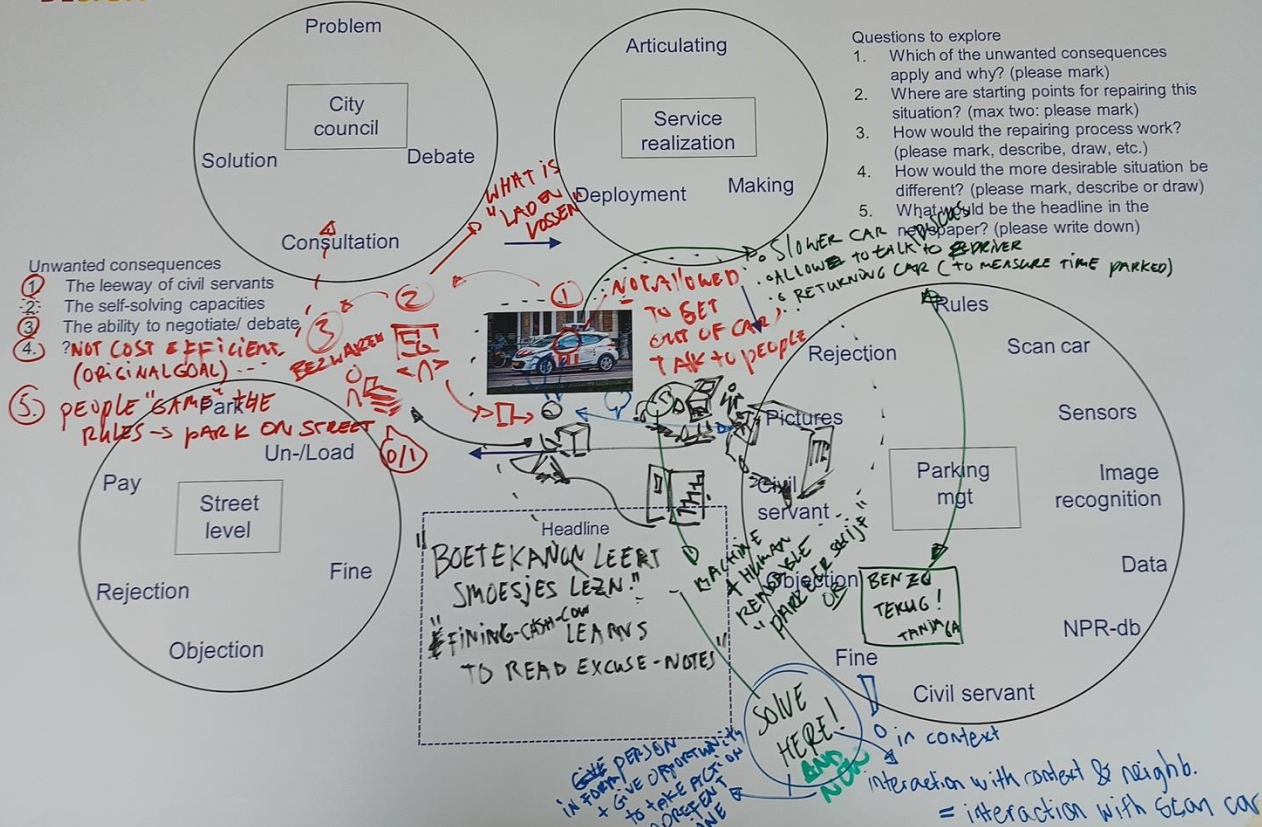 DESIGN
Problem
City
council
Solution
Debate
Consultation
Articulating
Service
realization
Deployment
Making
Questions to explore
1. Which of the unwanted consequences
apply and why? (please mark)
2. Where are starting points for repairing this
situation? (max two: please mark)
3. How would the repairing process work?
(please mark, describe, draw, etc.)
4. How would the more desirable situation be
different? (please mark, describe or draw)
5. What would be the headline in the
newspaper? (please write down)
WHAT IS
"LADEN
LOSSEN"
SLOWER CAR
ALLOWED TO TALK TO DRIVER
RETURNING CAR (TO MEASURE TIME PARKED)
Unwanted consequences
1 The leeway of civil servants
2 The self-solving capacities
3 The ability to negotiate/ debate
4. ? NOT COST EFFICIENT
(ORIGINAL GOAL)
5. PEOPLE "GAME" THE
RULES → PARK ON STREET
3
2
1
BEZWAREN
NOT ALLOWED
TO GET
OUT OF CAR /
TALK TO PEOPLE
0/1
Park
Un-/Load
Pay
Street
level
Fine
Rejection
Objection
Rules
Rejection
Scan car
Pictures
Sensors
Parking
mgt
Image
recognition
Civil
servant
Data
Objection
NPR-db
Fine
Civil servant
MACHINE
+ HUMAN
READABLE
"PARKEERSCHIJF"
OR
BEN ZO
TERUG!
Headline
"BOETEKANON LEERT
SMOESJES LEZN."
"FINING-CASH-COW
LEARNS
TO READ EXCUSE-NOTES"
SOLVE
HERE!
AND
NOW
INFORM PERSON
+ GIVE OPPORTUNITY
TO TAKE ACTION
in context
interaction with context & neighb.
= interaction with scan car